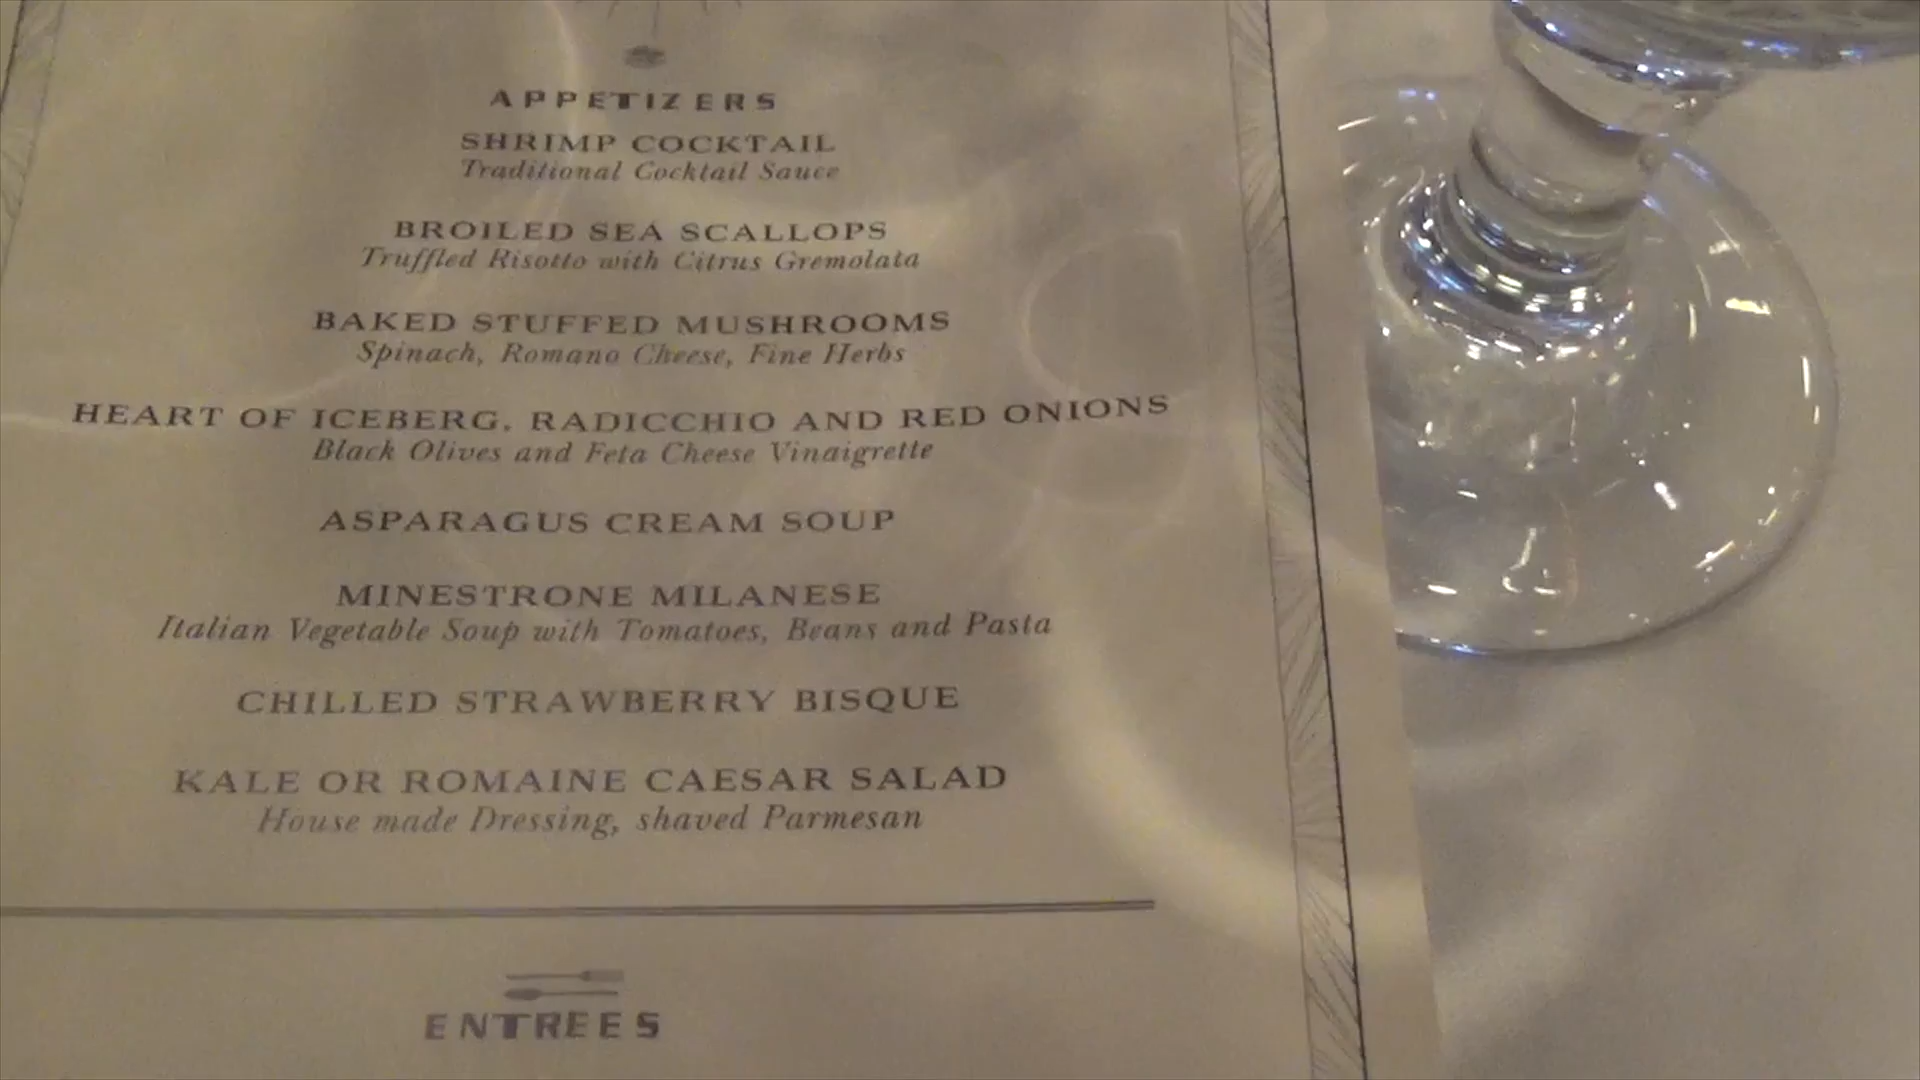 APPETIZERS
SHRIMP COCKTAIL
Traditional Cocktail Sauce
BROILED SEA SCALLOPS
Truffled Risotto with Citrus Gremolata
BAKED STUFFED MUSHROOMS
Spinach, Romano Cheese, Fine Herbs
HEART OF ICEBERG, RADICCHIO AND RED ONIONS
Black Olives and Feta Cheese Vinaigrette
ASPARAGUS CREAM SOUP
MINESTRONE MILANESE
Italian Vegetable Soup with Tomatoes, Beans and Pasta
CHILLED STRAWBERRY BISQUE
KALE OR ROMAINE CAESAR SALAD
House made Dressing, shaved Parmesan
ENTREES